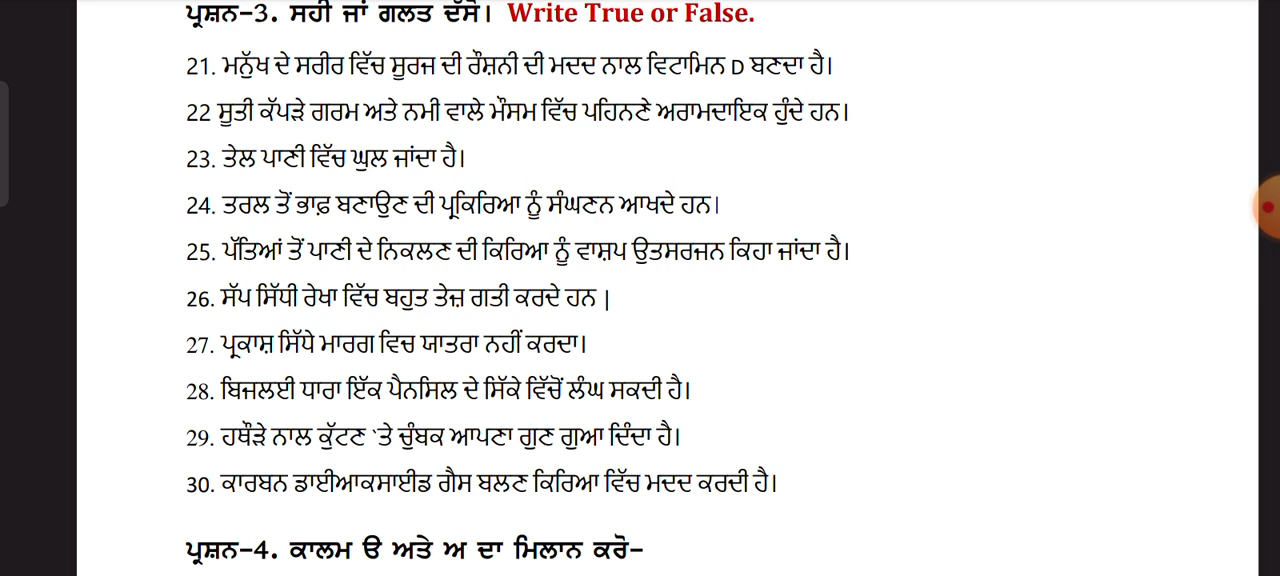 ਪ੍ਰਸ਼ਨ-3. ਸਹੀ ਜਾਂ ਗਲਤ ਦੱਸੋ। Write True or False.
21. ਮਨੁੱਖ ਦੇ ਸਰੀਰ ਵਿੱਚ ਸੂਰਜ ਦੀ ਰੌਸ਼ਨੀ ਦੀ ਮਦਦ ਨਾਲ ਵਿਟਾਮਿਨ D ਬਣਦਾ ਹੈ।
22 ਸੂਤੀ ਕੱਪੜੇ ਗਰਮ ਅਤੇ ਨਮੀ ਵਾਲੇ ਮੌਸਮ ਵਿੱਚ ਪਹਿਨਣੇ ਅਰਾਮਦਾਇਕ ਹੁੰਦੇ ਹਨ।
23. ਤੇਲ ਪਾਣੀ ਵਿੱਚ ਘੁਲ ਜਾਂਦਾ ਹੈ।
24. ਤਰਲ ਤੋਂ ਭਾਫ਼ ਬਣਾਉਣ ਦੀ ਪ੍ਰਕਿਰਿਆ ਨੂੰ ਸੰਘਣਨ ਆਖਦੇ ਹਨ।
25. ਪੱਤਿਆਂ ਤੋਂ ਪਾਣੀ ਦੇ ਨਿਕਲਣ ਦੀ ਕਿਰਿਆ ਨੂੰ ਵਾਸ਼ਪ ਉਤਸਰਜਨ ਕਿਹਾ ਜਾਂਦਾ ਹੈ।
26. ਸੱਪ ਸਿੱਧੀ ਰੇਖਾ ਵਿੱਚ ਬਹੁਤ ਤੇਜ਼ ਗਤੀ ਕਰਦੇ ਹਨ |
27. ਪ੍ਰਕਾਸ਼ ਸਿੱਧੇ ਮਾਰਗ ਵਿਚ ਯਾਤਰਾ ਨਹੀਂ ਕਰਦਾ।
28. ਬਿਜਲਈ ਧਾਰਾ ਇੱਕ ਪੈਨਸਿਲ ਦੇ ਸਿੱਕੇ ਵਿੱਚੋਂ ਲੰਘ ਸਕਦੀ ਹੈ।
29. ਹਥੌੜੇ ਨਾਲ ਕੁੱਟਣ `ਤੇ ਚੁੰਬਕ ਆਪਣਾ ਗੁਣ ਗੁਆ ਦਿੰਦਾ ਹੈ।
30. ਕਾਰਬਨ ਡਾਈਆਕਸਾਈਡ ਗੈਸ ਬਲਣ ਕਿਰਿਆ ਵਿੱਚ ਮਦਦ ਕਰਦੀ ਹੈ।
ਪ੍ਰਸ਼ਨ-4. ਕਾਲਮ ੳ ਅਤੇ ਅ ਦਾ ਮਿਲਾਨ ਕਰੋ-